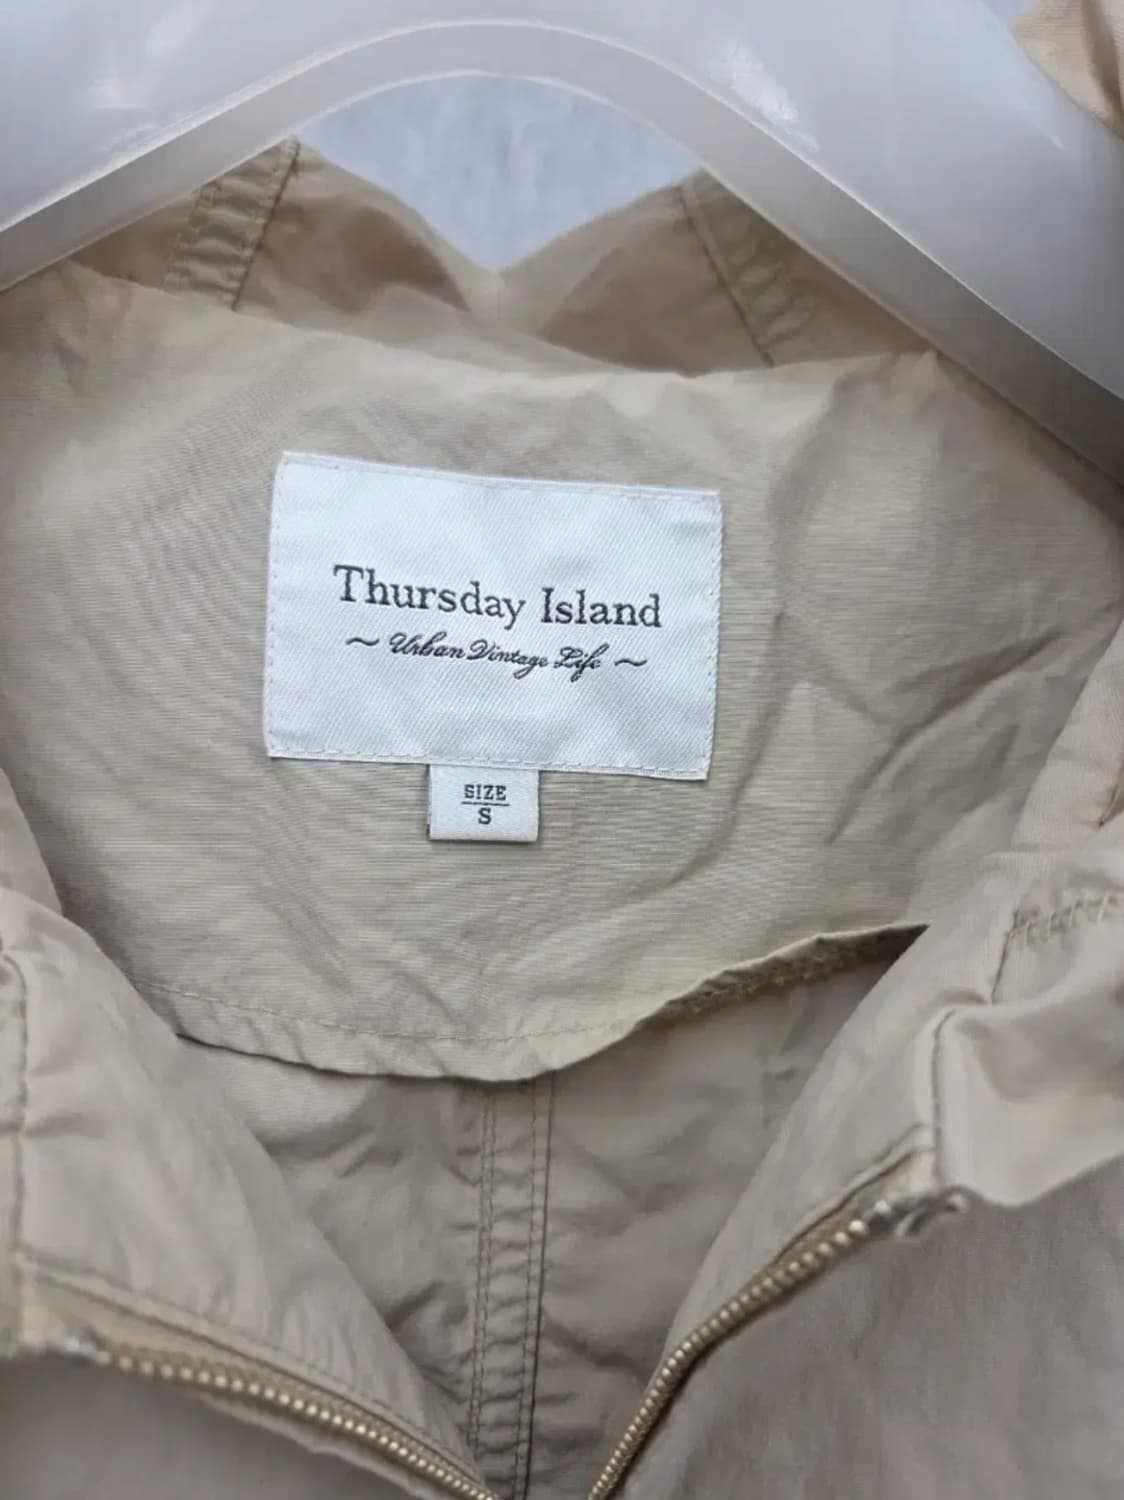 Thursday Island
~ Urban Vintage Life ~
SIZE
S